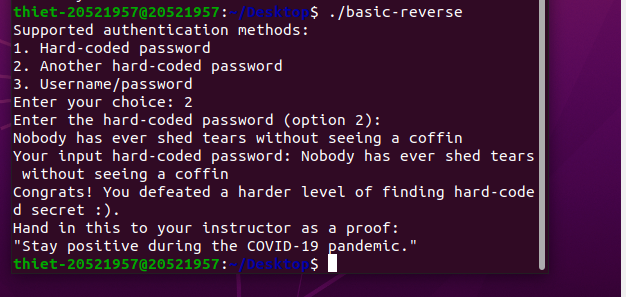 thiet-20521957@20521957:~/Desktop$ ./basic-reverse
Supported authentication methods:
1. Hard-coded password
2. Another hard-coded password
3. Username/password
Enter your choice: 2
Enter the hard-coded password (option 2):
Nobody has ever shed tears without seeing a coffin
Your input hard-coded password: Nobody has ever shed tears
 without seeing a coffin
Congrats! You defeated a harder level of finding hard-code
d secret :).
Hand in this to your instructor as a proof:
"Stay positive during the COVID-19 pandemic."
thiet-20521957@20521957:~/Desktop$